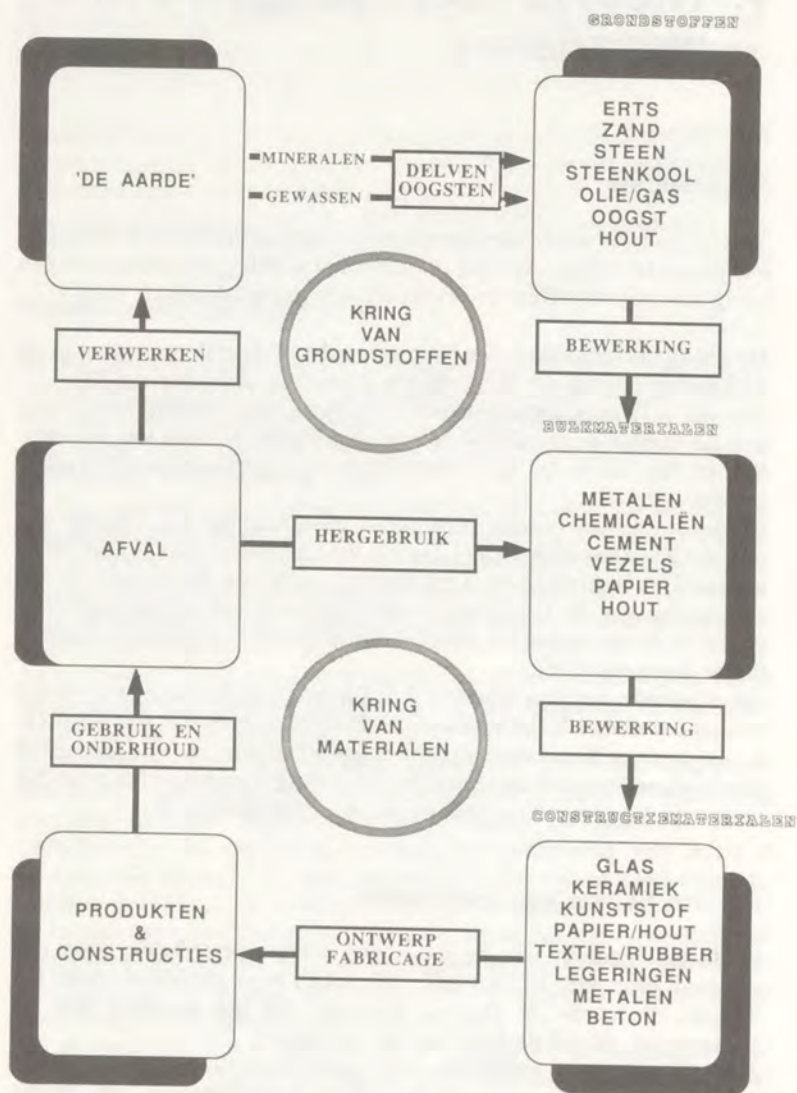 GRONDSTOFFEN
'DE AARDE'
MINERALEN
GEWASSEN
DELVEN
OOGSTEN
ERTS
ZAND
STEEN
STEENKOOL
OLIE/GAS
OOGST
HOUT
KRING
VAN
GRONDSTOFFEN
VERWERKEN
BEWERKING
BULKMATERIALEN
AFVAL
HERGEBRUIK
METALEN
CHEMICALIËN
CEMENT
VEZELS
PAPIER
HOUT
KRING
VAN
MATERIALEN
GEBRUIK EN
ONDERHOUD
BEWERKING
CONSTRUCTIEMATERIALEN
PRODUKTEN
&
CONSTRUCTIES
ONTWERP
FABRICAGE
GLAS
KERAMIEK
KUNSTSTOF
PAPIER/HOUT
TEXTIEL/RUBBER
LEGERINGEN
METALEN
BETON